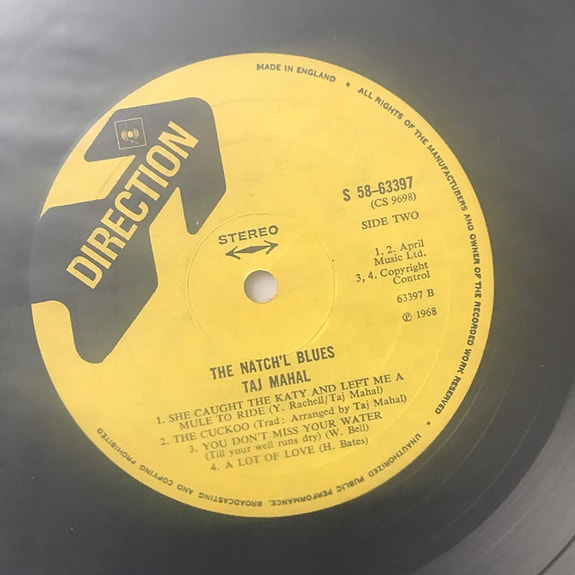 MADE IN ENGLAND • ALL RIGHTS OF THE MANUFACTURERS AND OWNER OF THE RECORDED WORK RESERVED • UNAUTHORIZED PUBLIC PERFORMANCE, BROADCASTING AND COPYING PROHIBITED
DIRECTION
STEREO
S 58-63397
(CS 9698)
SIDE TWO
1, 2. April
Music Ltd.
3, 4. Copyright
Control
63397 B
℗ 1968
THE NATCH'L BLUES
TAJ MAHAL
1. SHE CAUGHT THE KATY AND LEFT ME A
MULE TO RIDE (Y. Rachell/Taj Mahal)
2. THE CUCKOO (Trad: Arranged by Taj Mahal)
3. YOU DON'T MISS YOUR WATER
(Till your well runs dry) (W. Bell)
4. A LOT OF LOVE (H. Bates)